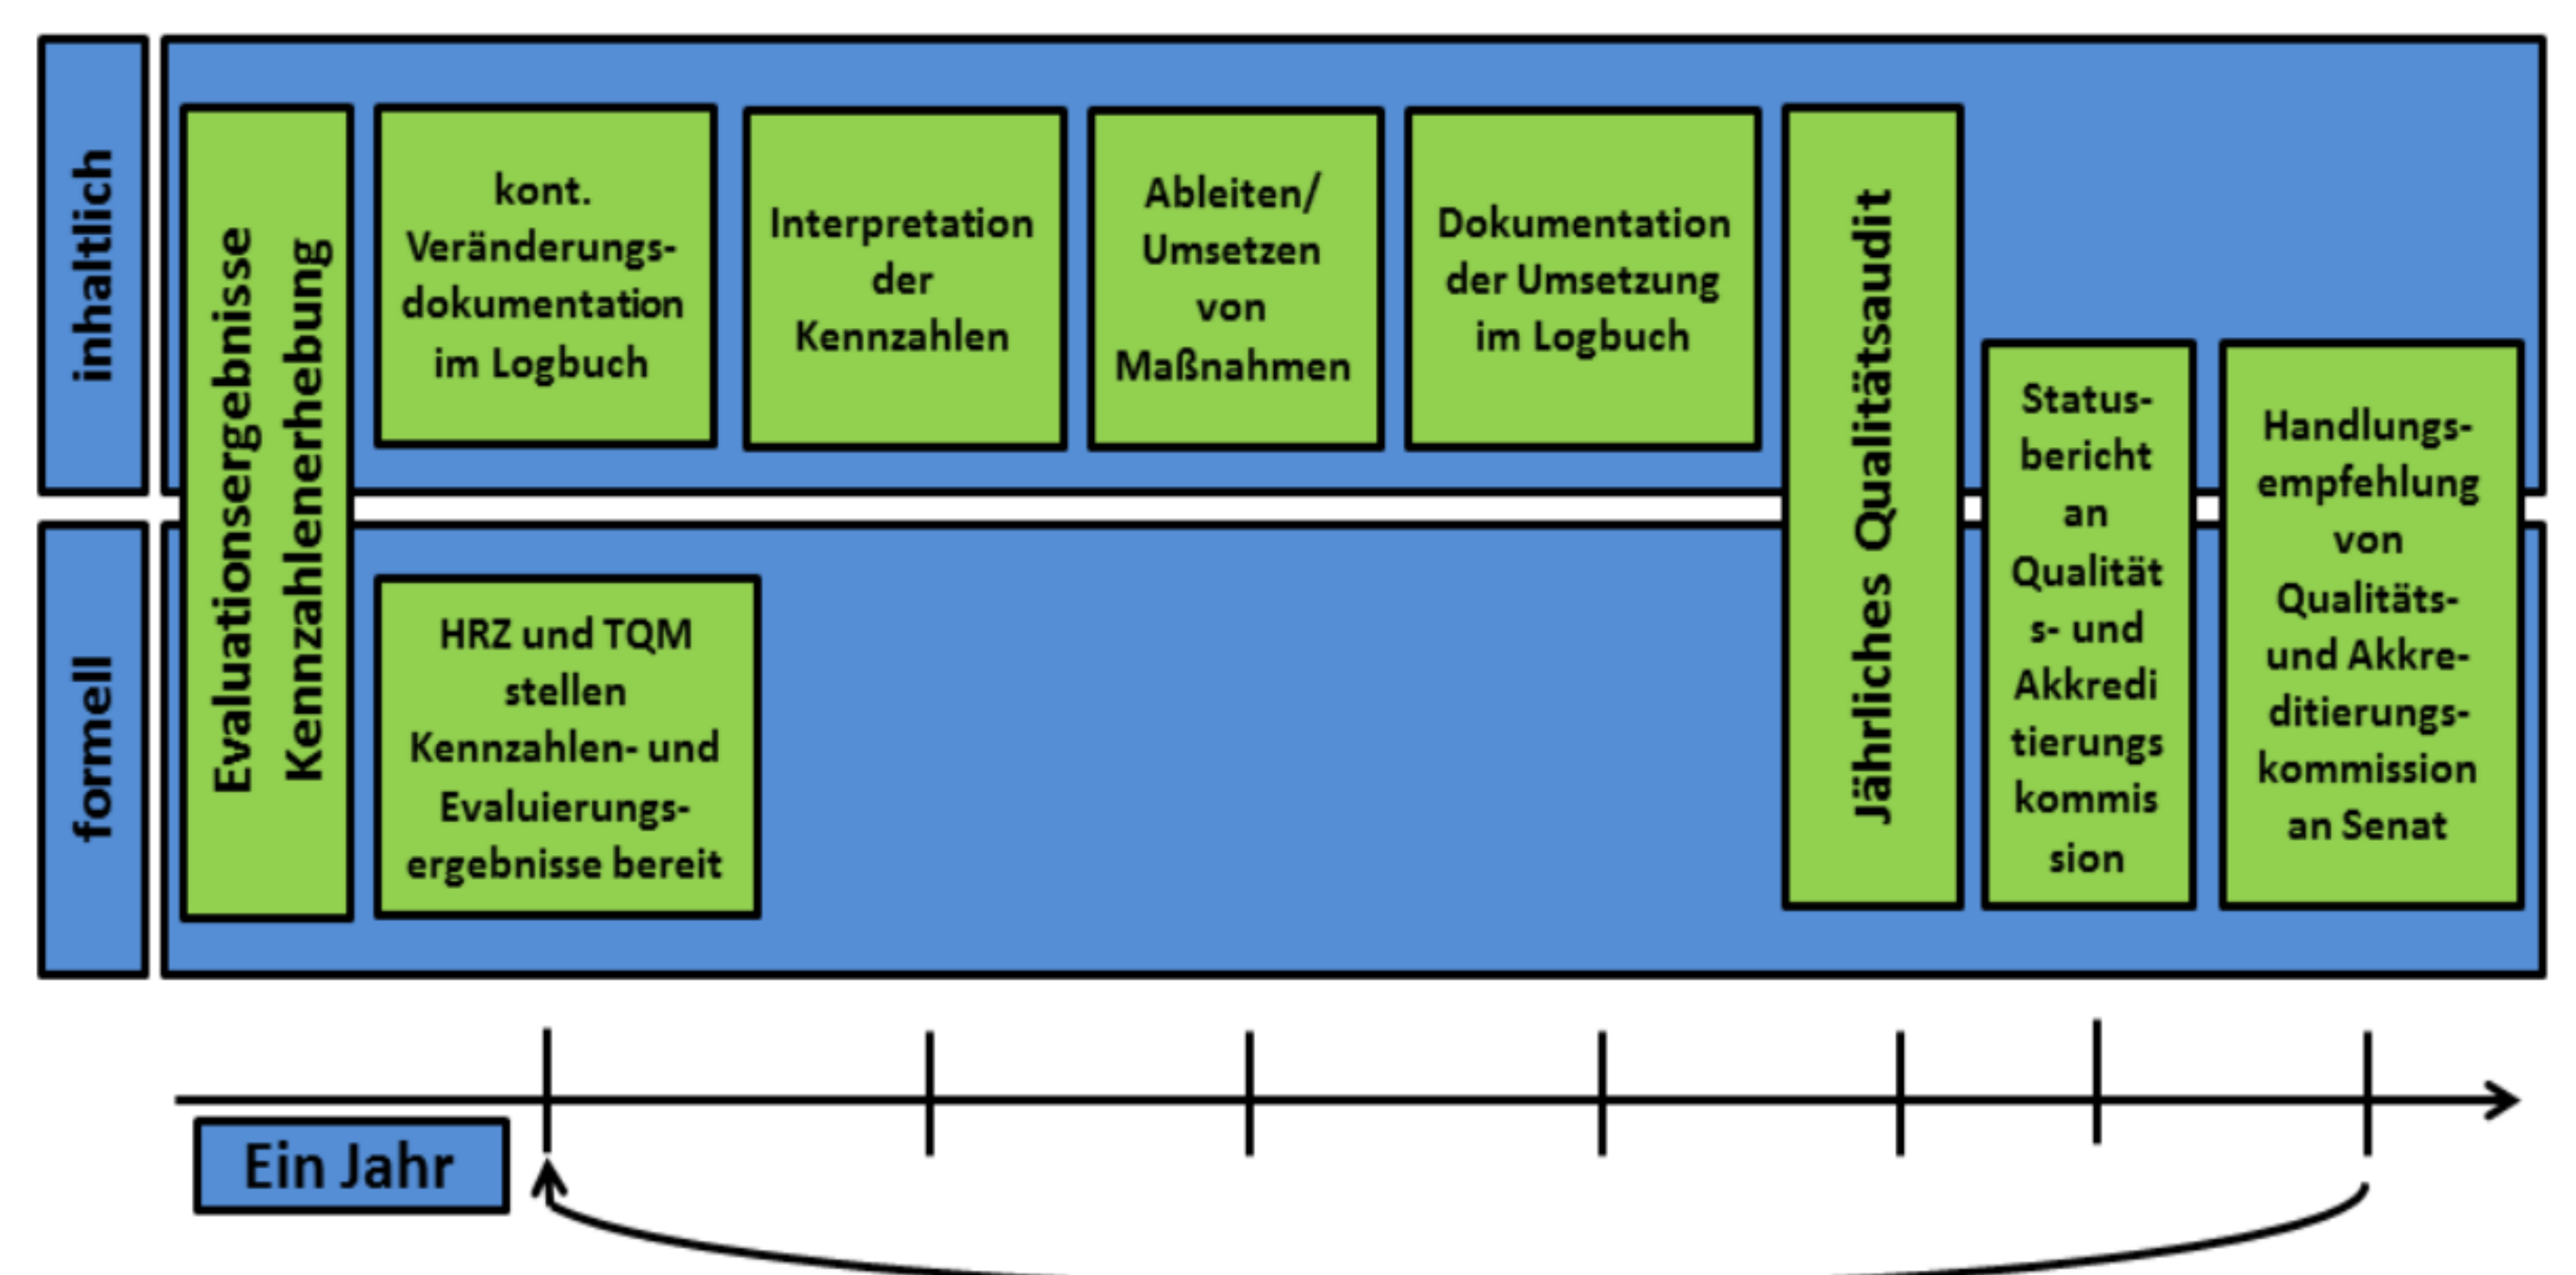 inhaltlich
Evaluationsergebnisse
Kennzahlenerhebung
kont.
Veränderungs-
dokumentation
im Logbuch
Interpretation
der
Kennzahlen
Ableiten/
Umsetzen
von
Maßnahmen
Dokumentation
der Umsetzung
im Logbuch
Jährliches Qualitätsaudit
Status-
bericht
an
Qualität
s- und
Akkredi
tierungs
kommis
sion
Handlungs-
empfehlung
von
Qualitäts-
und Akkre-
ditierungs-
kommission
an Senat
formell
HRZ und TQM
stellen
Kennzahlen- und
Evaluierungs-
ergebnisse bereit
Ein Jahr